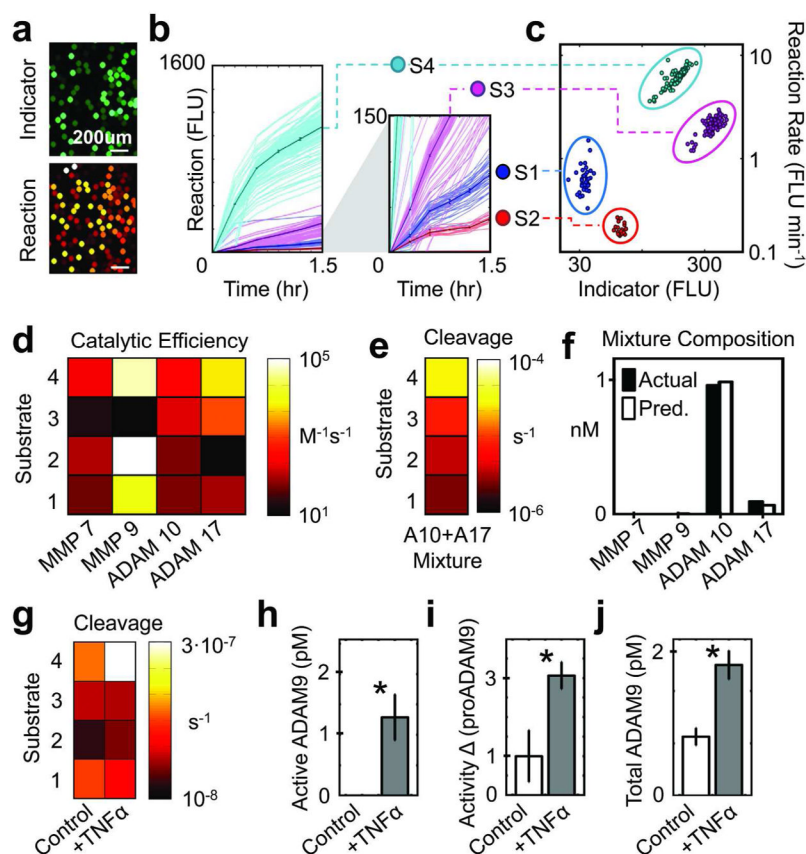 a
Indicator
200um
Reaction
b
1600
Reaction (FLU)
0
1.5
Time (hr)
150
0
1.5
Time (hr)
S4
S3
S1
S2
c
10
1
0.1
Reaction Rate (FLU min⁻¹)
30
300
Indicator (FLU)
d
Catalytic Efficiency
Substrate
4
3
2
1
MMP 7
MMP 9
ADAM 10
ADAM 17
10⁵
M⁻¹s⁻¹
10¹
e
Cleavage
4
3
2
1
A10+A17
Mixture
10⁻⁴
s⁻¹
10⁻⁶
f
Mixture Composition
1
nM
0
Actual
Pred.
MMP 7
MMP 9
ADAM 10
ADAM 17
g
Cleavage
Substrate
4
3
2
1
Control
+TNFα
3·10⁻⁷
s⁻¹
10⁻⁸
h
Active ADAM9 (pM)
2
1
0
*
Control
+TNFα
i
Activity Δ (proADAM9)
3
1
0
*
Control
+TNFα
j
Total ADAM9 (pM)
2
0
*
Control
+TNFα